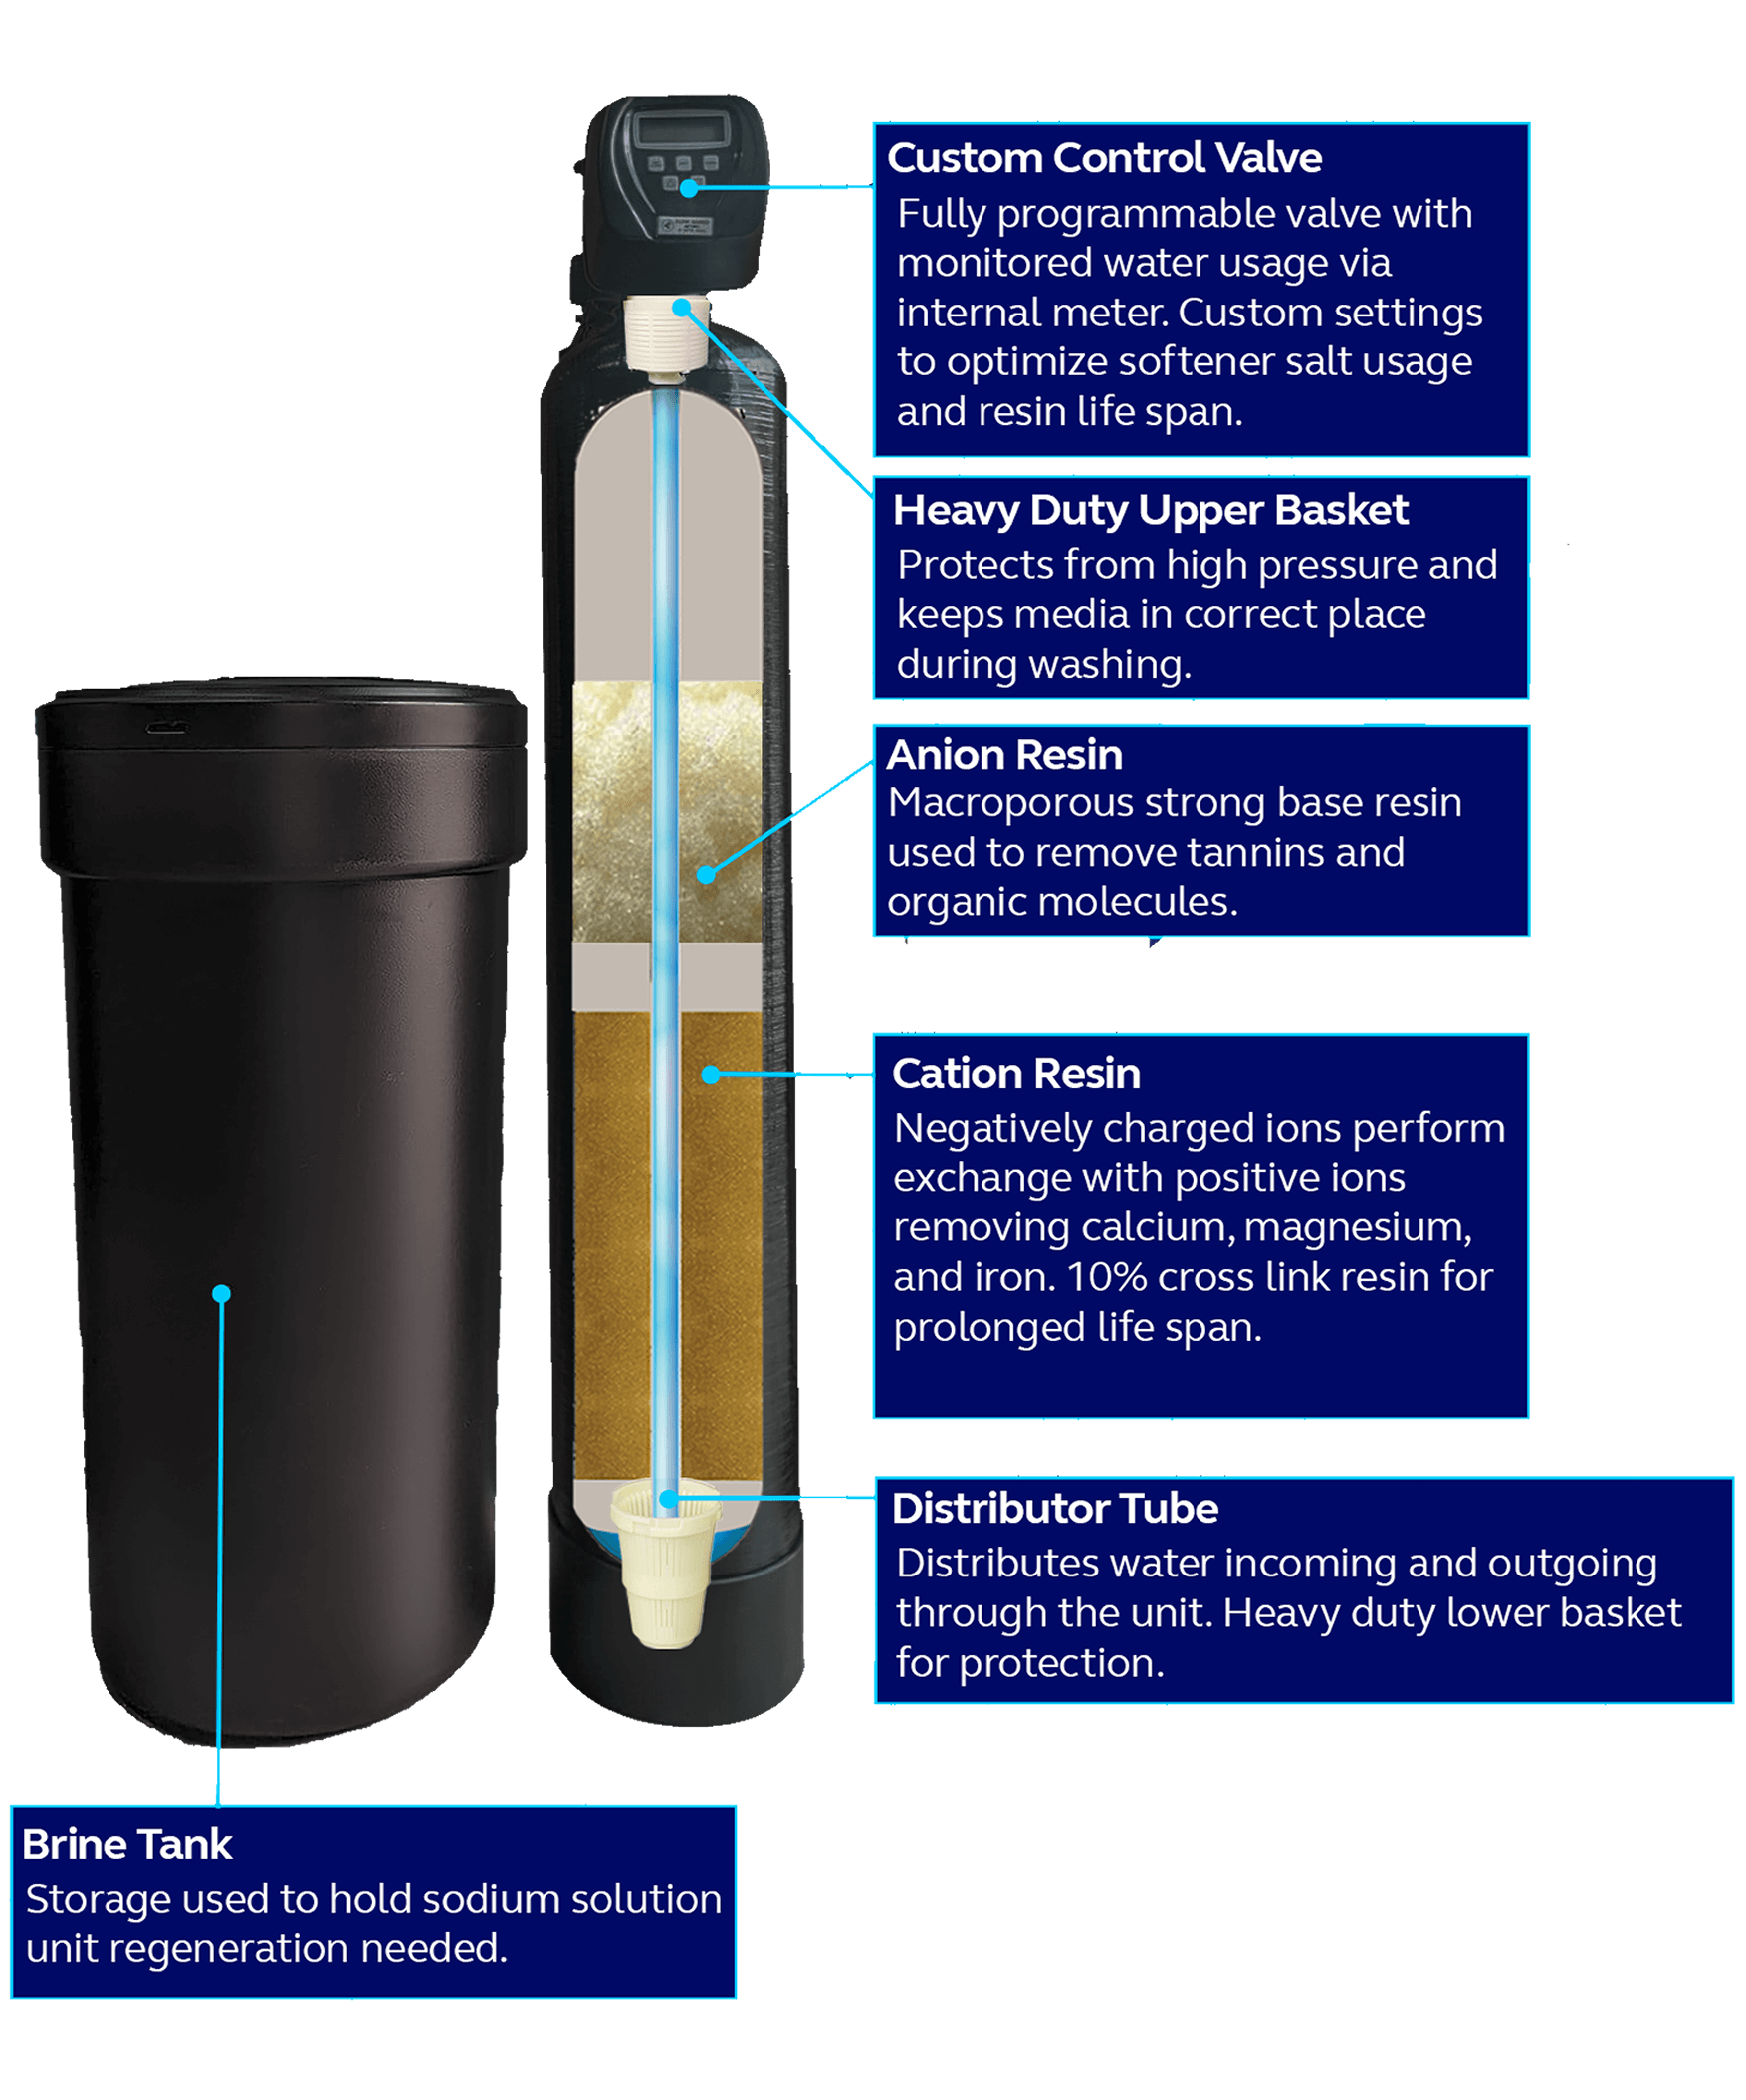 Custom Control Valve
Fully programmable valve with
monitored water usage via
internal meter. Custom settings
to optimize softener salt usage
and resin life span.
Heavy Duty Upper Basket
Protects from high pressure and
keeps media in correct place
during washing.
Anion Resin
Macroporous strong base resin
used to remove tannins and
organic molecules.
Cation Resin
Negatively charged ions perform
exchange with positive ions
removing calcium, magnesium,
and iron. 10% cross link resin for
prolonged life span.
Distributor Tube
Distributes water incoming and outgoing
through the unit. Heavy duty lower basket
for protection.
Brine Tank
Storage used to hold sodium solution
unit regeneration needed.